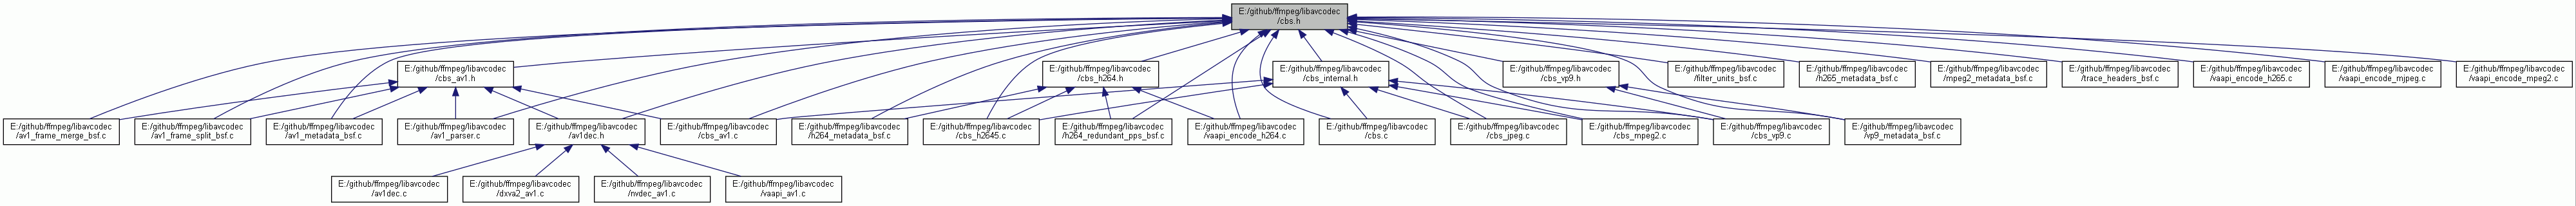 E:/github/ffmpeg/libavcodec
/cbs.h
E:/github/ffmpeg/libavcodec
/cbs_av1.h
E:/github/ffmpeg/libavcodec
/cbs_h264.h
E:/github/ffmpeg/libavcodec
/cbs_internal.h
E:/github/ffmpeg/libavcodec
/cbs_vp9.h
E:/github/ffmpeg/libavcodec
/filter_units_bsf.c
E:/github/ffmpeg/libavcodec
/h265_metadata_bsf.c
E:/github/ffmpeg/libavcodec
/mpeg2_metadata_bsf.c
E:/github/ffmpeg/libavcodec
/trace_headers_bsf.c
E:/github/ffmpeg/libavcodec
/vaapi_encode_h265.c
E:/github/ffmpeg/libavcodec
/vaapi_encode_mjpeg.c
E:/github/ffmpeg/libavcodec
/vaapi_encode_mpeg2.c
E:/github/ffmpeg/libavcodec
/av1_frame_merge_bsf.c
E:/github/ffmpeg/libavcodec
/av1_frame_split_bsf.c
E:/github/ffmpeg/libavcodec
/av1_metadata_bsf.c
E:/github/ffmpeg/libavcodec
/av1_parser.c
E:/github/ffmpeg/libavcodec
/av1dec.h
E:/github/ffmpeg/libavcodec
/cbs_av1.c
E:/github/ffmpeg/libavcodec
/h264_metadata_bsf.c
E:/github/ffmpeg/libavcodec
/cbs_h2645.c
E:/github/ffmpeg/libavcodec
/h264_redundant_pps_bsf.c
E:/github/ffmpeg/libavcodec
/vaapi_encode_h264.c
E:/github/ffmpeg/libavcodec
/cbs.c
E:/github/ffmpeg/libavcodec
/cbs_jpeg.c
E:/github/ffmpeg/libavcodec
/cbs_mpeg2.c
E:/github/ffmpeg/libavcodec
/cbs_vp9.c
E:/github/ffmpeg/libavcodec
/vp9_metadata_bsf.c
E:/github/ffmpeg/libavcodec
/av1dec.c
E:/github/ffmpeg/libavcodec
/dxva2_av1.c
E:/github/ffmpeg/libavcodec
/nvdec_av1.c
E:/github/ffmpeg/libavcodec
/vaapi_av1.c